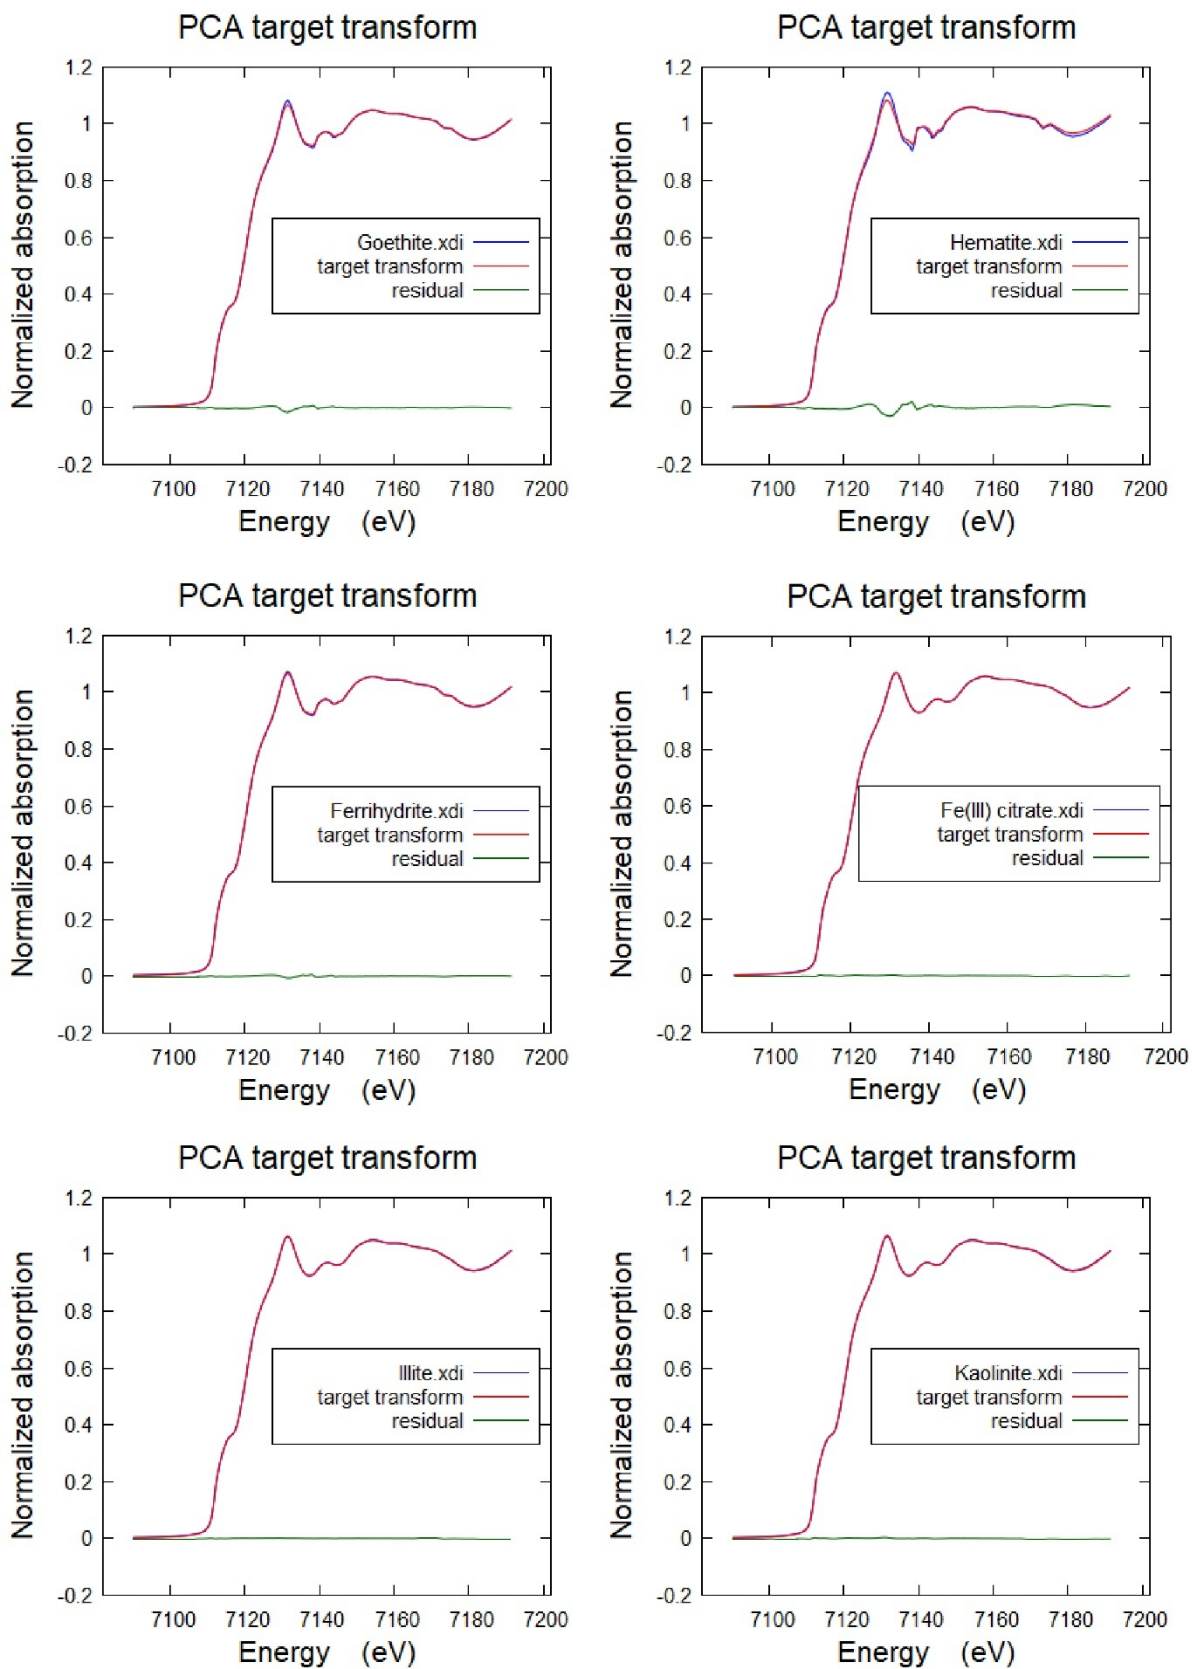 PCA target transform
1.2
1
0.8
0.6
0.4
0.2
0
-0.2
Normalized absorption
Goethite.xdi
target transform
residual
7100 7120 7140 7160 7180 7200
Energy (eV)
PCA target transform
1.2
1
0.8
0.6
0.4
0.2
0
-0.2
Normalized absorption
Hematite.xdi
target transform
residual
7100 7120 7140 7160 7180 7200
Energy (eV)
PCA target transform
1.2
1
0.8
0.6
0.4
0.2
0
-0.2
Normalized absorption
Ferrihydrite.xdi
target transform
residual
7100 7120 7140 7160 7180 7200
Energy (eV)
PCA target transform
1.2
1
0.8
0.6
0.4
0.2
0
-0.2
Normalized absorption
Fe(III) citrate.xdi
target transform
residual
7100 7120 7140 7160 7180 7200
Energy (eV)
PCA target transform
1.2
1
0.8
0.6
0.4
0.2
0
-0.2
Normalized absorption
Illite.xdi
target transform
residual
7100 7120 7140 7160 7180 7200
Energy (eV)
PCA target transform
1.2
1
0.8
0.6
0.4
0.2
0
-0.2
Normalized absorption
Kaolinite.xdi
target transform
residual
7100 7120 7140 7160 7180 7200
Energy (eV)